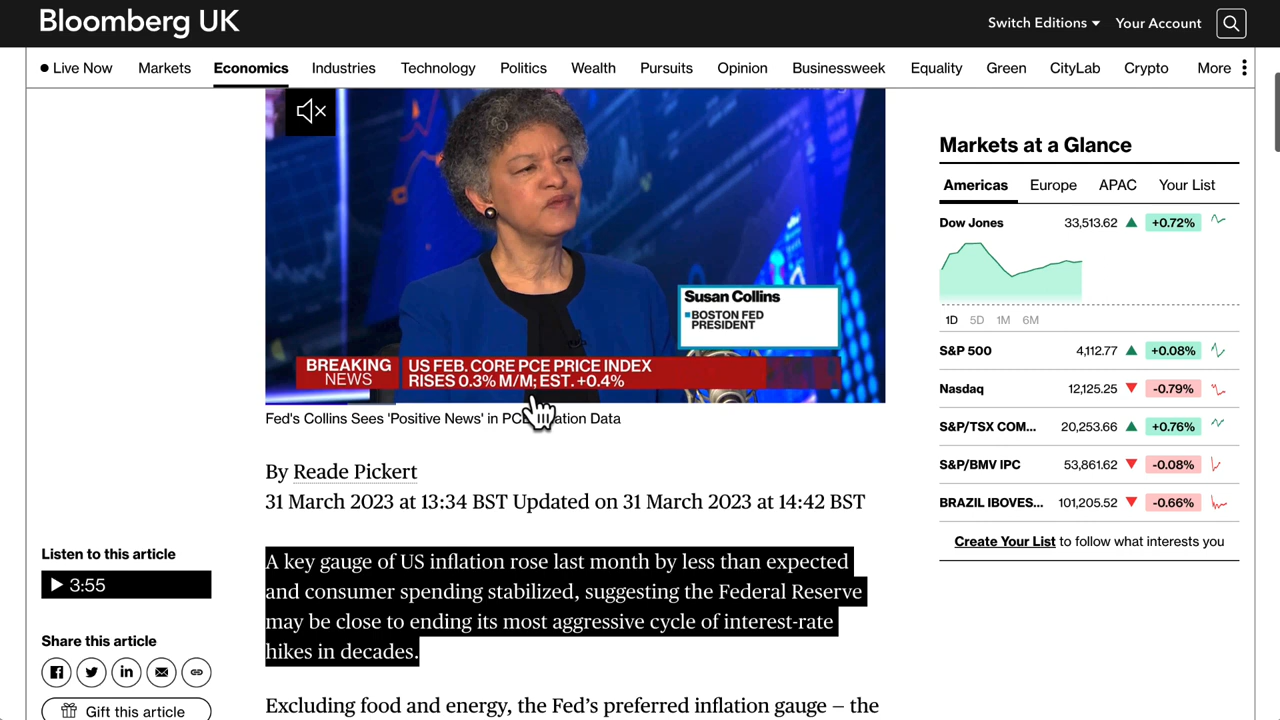 Bloomberg UK
Switch Editions
Your Account
Live Now
Markets
Economics
Industries
Technology
Politics
Wealth
Pursuits
Opinion
Businessweek
Equality
Green
CityLab
Crypto
More
Susan Collins
BOSTON FED
PRESIDENT
BREAKING
NEWS
US FEB. CORE PCE PRICE INDEX
RISES 0.3% M/M; EST. +0.4%
Fed's Collins Sees 'Positive News' in PC ation Data
By Reade Pickert
31 March 2023 at 13:34 BST Updated on 31 March 2023 at 14:42 BST
Listen to this article
3:55
Share this article
Gift this article
A key gauge of US inflation rose last month by less than expected
and consumer spending stabilized, suggesting the Federal Reserve
may be close to ending its most aggressive cycle of interest-rate
hikes in decades.
Excluding food and energy, the Fed's preferred inflation gauge — the
Markets at a Glance
Americas
Europe
APAC
Your List
Dow Jones 33,513.62 +0.72%
1D 5D 1M 6M
S&P 500 4,112.77 +0.08%
Nasdaq 12,125.25 -0.79%
S&P/TSX COM... 20,253.66 +0.76%
S&P/BMV IPC 53,861.62 -0.08%
BRAZIL IBOVES... 101,205.52 -0.66%
Create Your List to follow what interests you